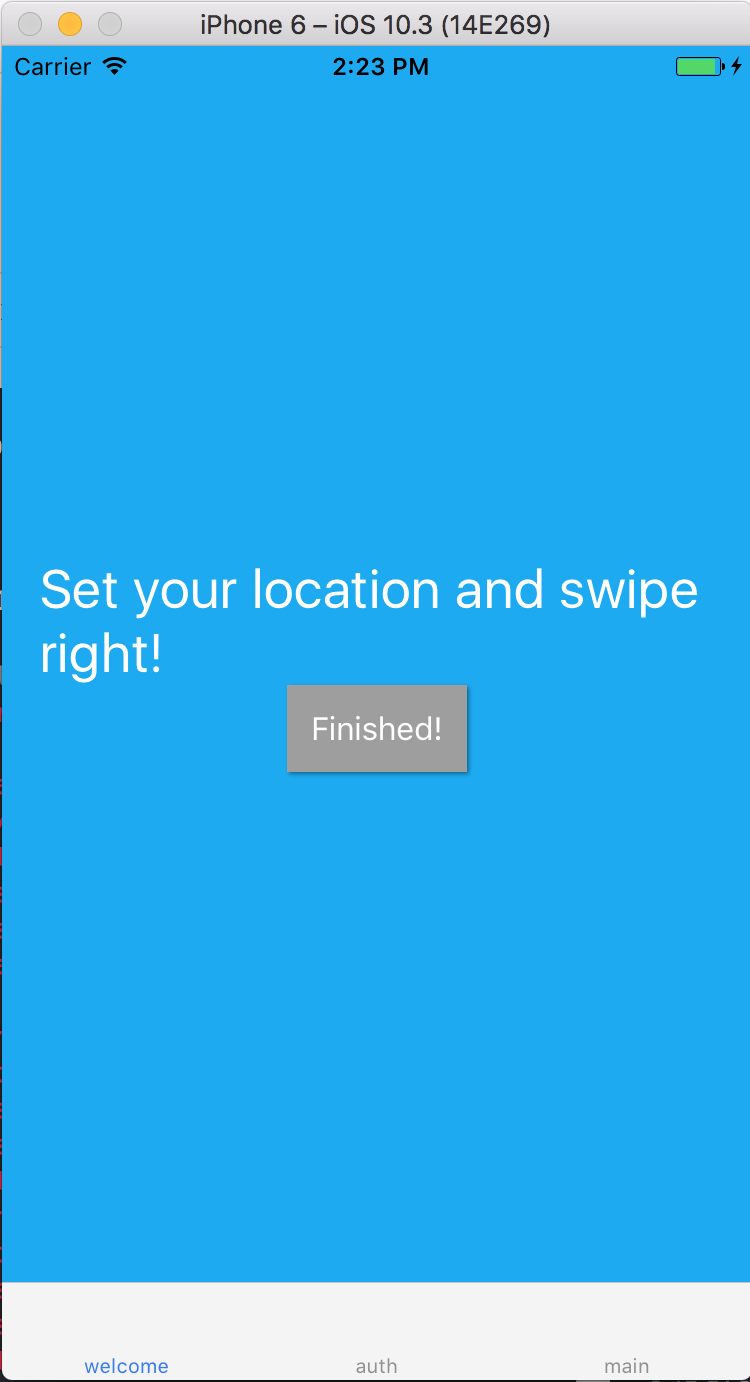 iPhone 6 – iOS 10.3 (14E269)
Carrier 2:23 PM
Set your location and swipe
right!
Finished!
welcome auth main